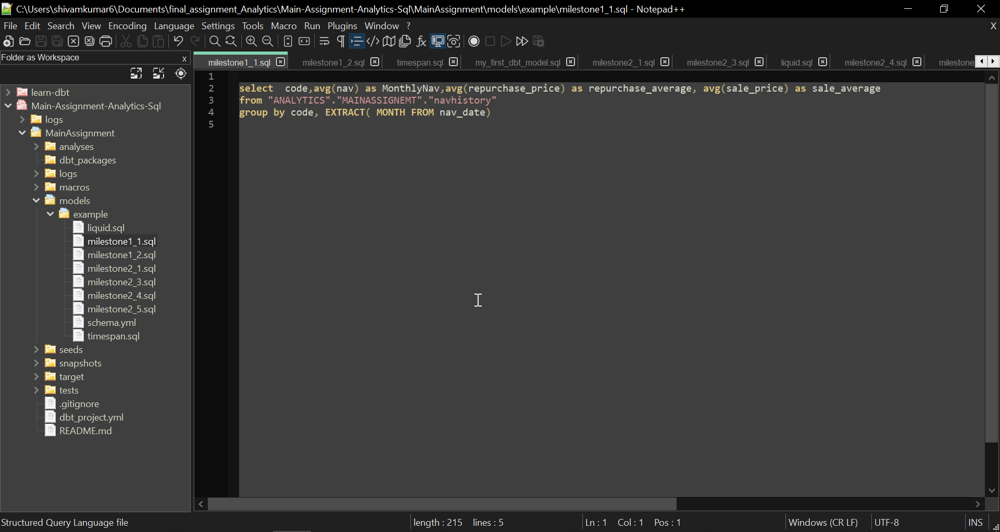 C:\Users\shivamkumar6\Documents\final_assignment_Analytics\Main-Assignment-Analytics-Sql\MainAssignment\models\example\milestone1_1.sql - Notepad++
File Edit Search View Encoding Language Settings Tools Macro Run Plugins Window ? X
Folder as Workspace x
milestone1_1.sql milestone1_2.sql timespan.sql my_first_dbt_model.sql milestone2_1.sql milestone2_3.sql liquid.sql milestone2_4.sql milestone
learn-dbt
Main-Assignment-Analytics-Sql
logs
MainAssignment
analyses
dbt_packages
logs
macros
models
example
liquid.sql
milestone1_1.sql
milestone1_2.sql
milestone2_1.sql
milestone2_3.sql
milestone2_4.sql
milestone2_5.sql
schema.yml
timespan.sql
seeds
snapshots
target
tests
.gitignore
dbt_project.yml
README.md
1
2 select  code,avg(nav) as MonthlyNav,avg(repurchase_price) as repurchase_average, avg(sale_price) as sale_average
3 from "ANALYTICS"."MAINASSIGNEMT"."navhistory"
4 group by code, EXTRACT( MONTH FROM nav_date)
5
Structured Query Language file length : 215 lines : 5 Ln : 1 Col : 1 Pos : 1 Windows (CR LF) UTF-8 INS